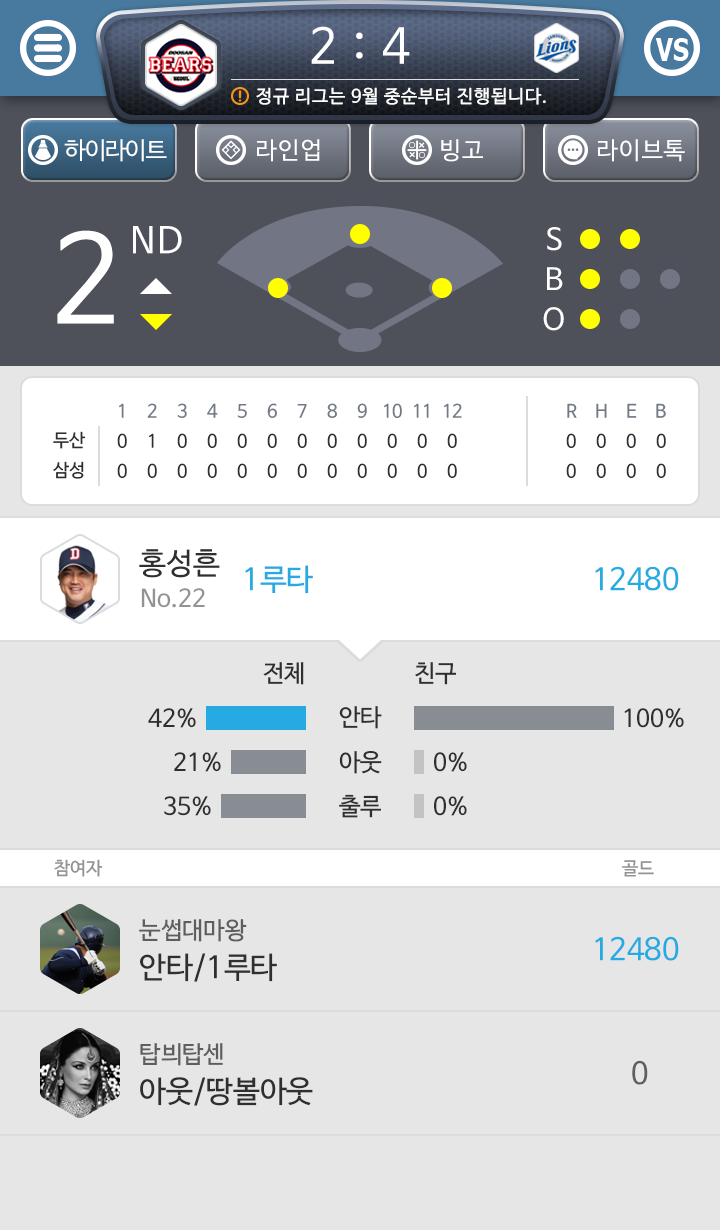 2 : 4
DOOSAN
BEARS
SEOUL
SAMSUNG
Lions
VS
정규 리그는 9월 중순부터 진행됩니다.
하이라이트
라인업
빙고
라이브톡
2 ND
S
B
O
1 2 3 4 5 6 7 8 9 10 11 12 R H E B
두산 0 1 0 0 0 0 0 0 0 0 0 0 0 0 0 0
삼성 0 0 0 0 0 0 0 0 0 0 0 0 0 0 0 0
D
홍성흔
No.22
1루타
12480
전체 친구
42% 안타 100%
21% 아웃 0%
35% 출루 0%
참여자 골드
눈썹대마왕
안타/1루타
12480
탑븨탑센
아웃/땅볼아웃
0